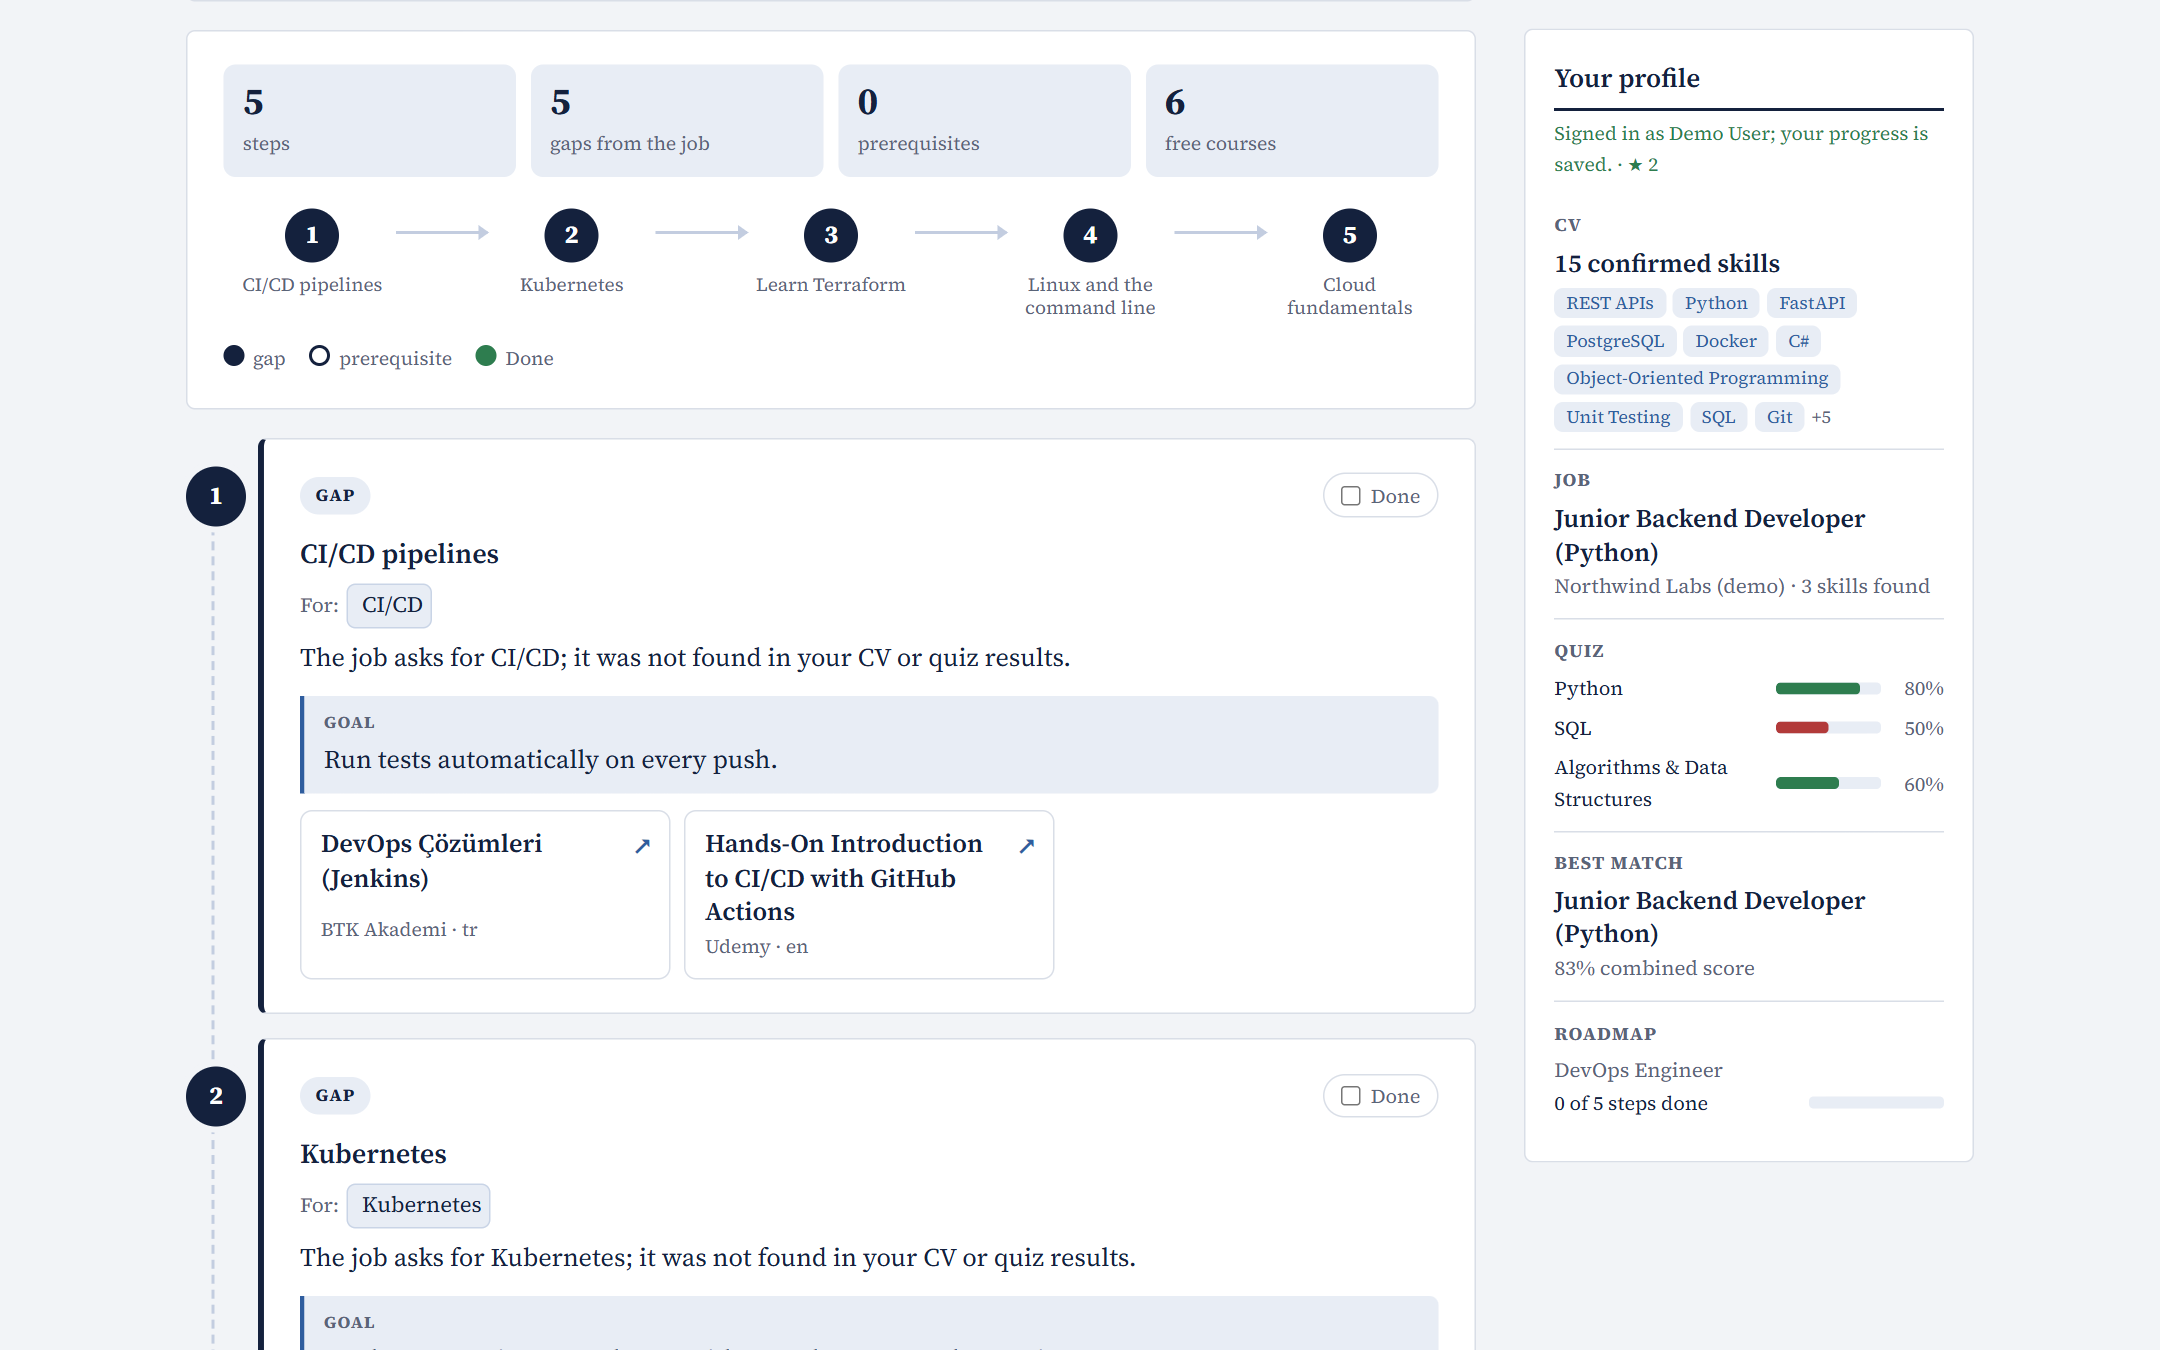 5
steps
5
gaps from the job
0
prerequisites
6
free courses
1
CI/CD pipelines
2
Kubernetes
3
Learn Terraform
4
Linux and the
command line
5
Cloud
fundamentals
gap
prerequisite
Done
1
GAP
Done
CI/CD pipelines
For: CI/CD
The job asks for CI/CD; it was not found in your CV or quiz results.
GOAL
Run tests automatically on every push.
DevOps Çözümleri
(Jenkins)
BTK Akademi · tr
Hands-On Introduction
to CI/CD with GitHub
Actions
Udemy · en
2
GAP
Done
Kubernetes
For: Kubernetes
The job asks for Kubernetes; it was not found in your CV or quiz results.
GOAL
Your profile
Signed in as Demo User; your progress is
saved. · ★ 2
CV
15 confirmed skills
REST APIs Python FastAPI
PostgreSQL Docker C#
Object-Oriented Programming
Unit Testing SQL Git +5
JOB
Junior Backend Developer
(Python)
Northwind Labs (demo) · 3 skills found
QUIZ
Python 80%
SQL 50%
Algorithms & Data
Structures 60%
BEST MATCH
Junior Backend Developer
(Python)
83% combined score
ROADMAP
DevOps Engineer
0 of 5 steps done